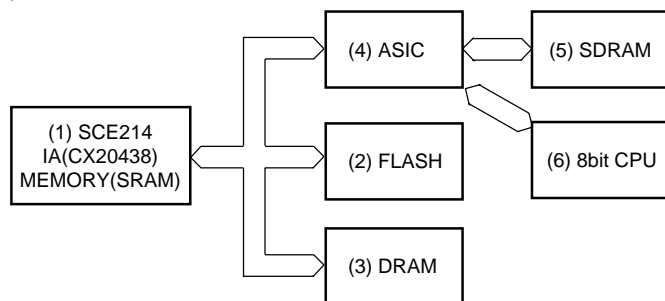 (4) ASIC
(5) SDRAM
(1) SCE214
IA(CX20438)
MEMORY(SRAM)
(2) FLASH
(6) 8bit CPU
(3) DRAM